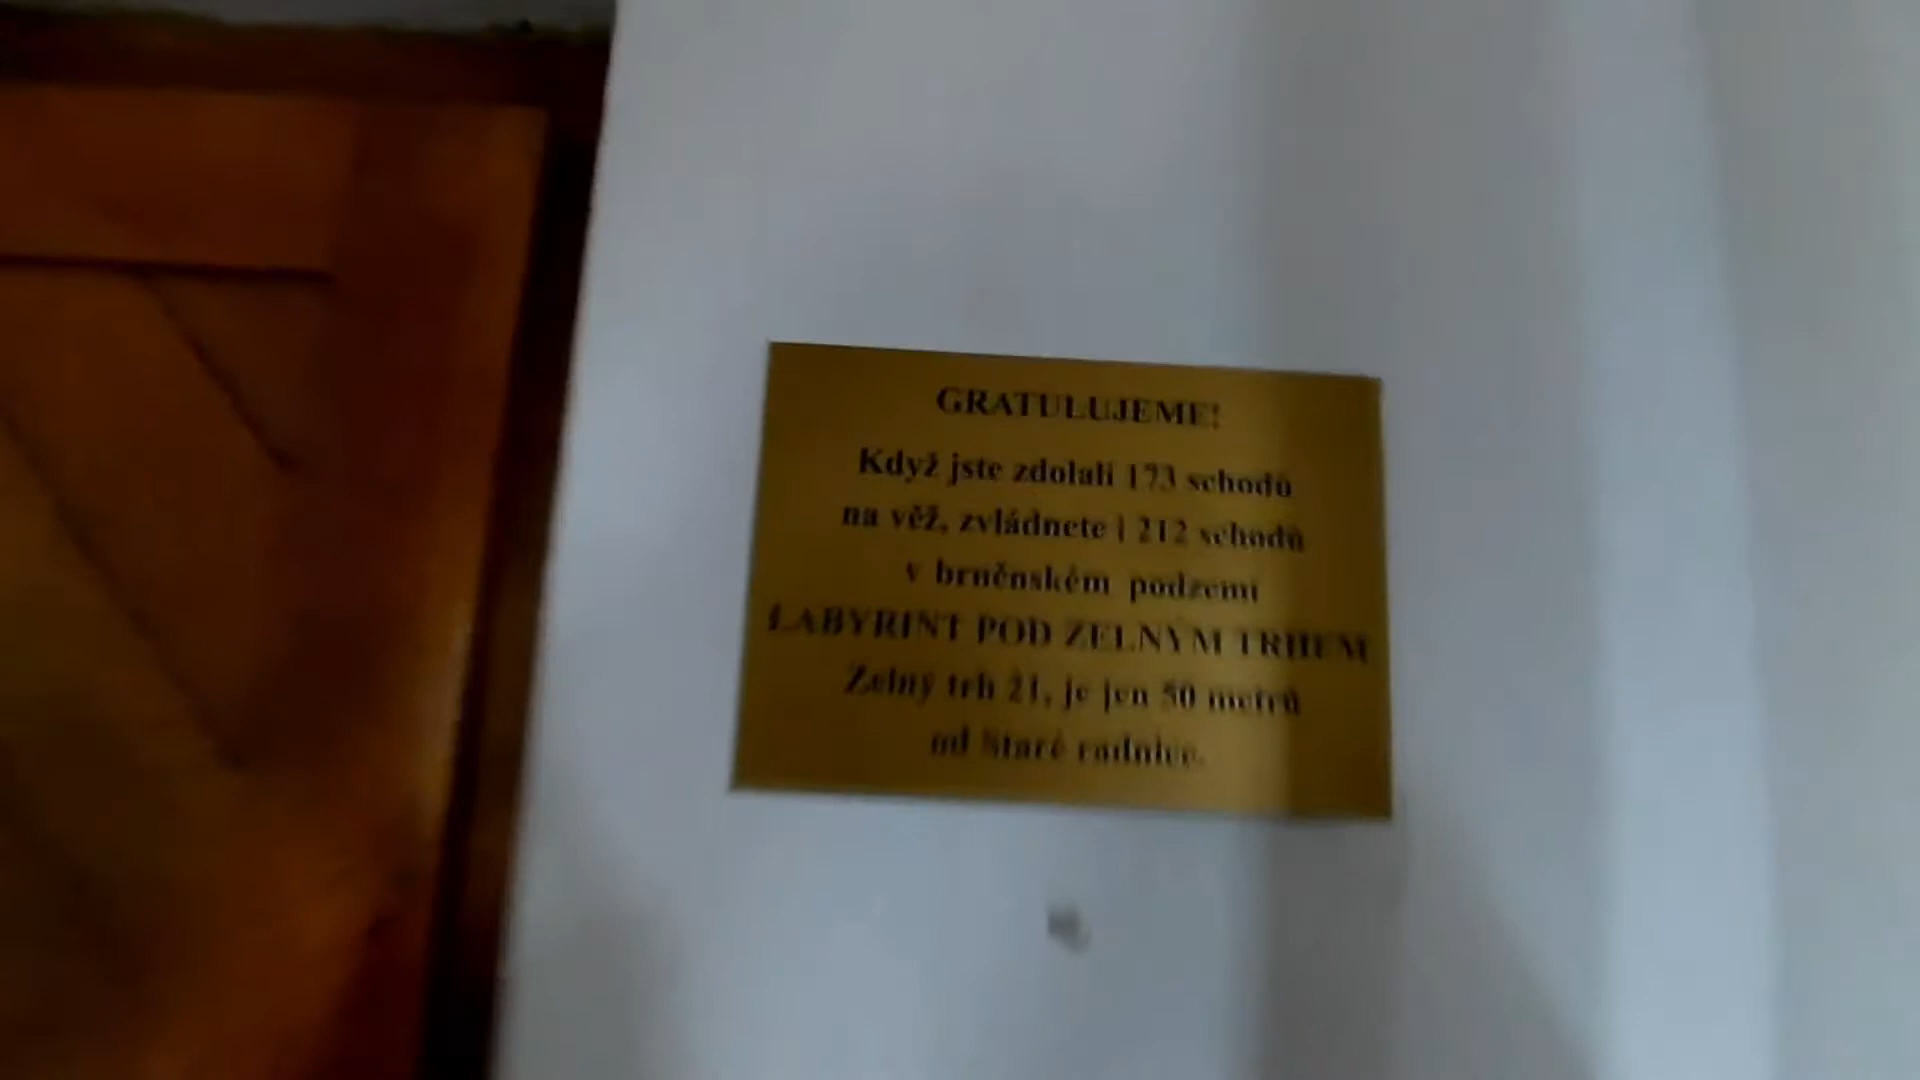 GRATULUJEME!
Když jste zdolali 173 schodů
na věž, zvládnete i 212 schodů
v brněnském podzemí
LABYRINT POD ZELNÝM TRHEM
Zelný trh 21, je jen 50 metrů
od Staré radnice.